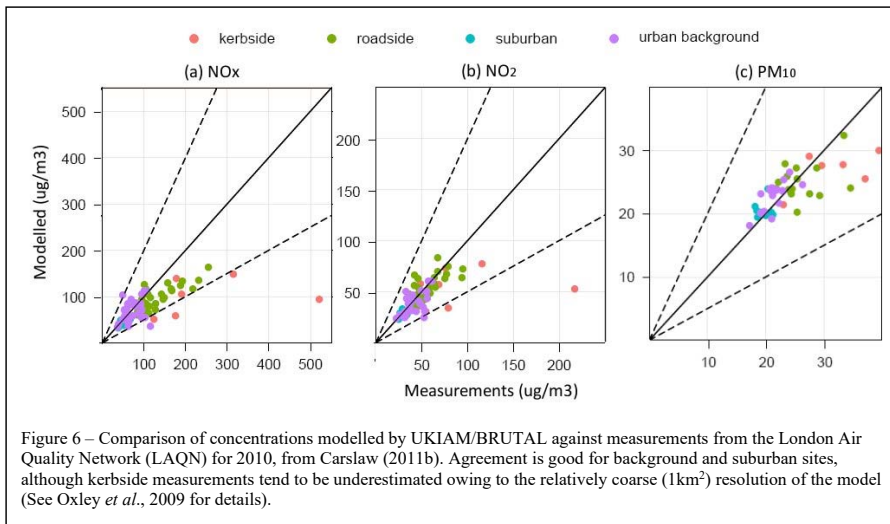 kerbside roadside suburban urban background
(a) NOx (b) NO2 (c) PM10
Modelled (ug/m3)
500
400
300
200
100
100 200 300 400 500
250
200
150
100
50
50 100 150 200
30
20
10
10 20 30
Measurements (ug/m3)
Figure 6 – Comparison of concentrations modelled by UKIAM/BRUTAL against measurements from the London Air
Quality Network (LAQN) for 2010, from Carslaw (2011b). Agreement is good for background and suburban sites,
although kerbside measurements tend to be underestimated owing to the relatively coarse (1km²) resolution of the model
(See Oxley et al., 2009 for details).